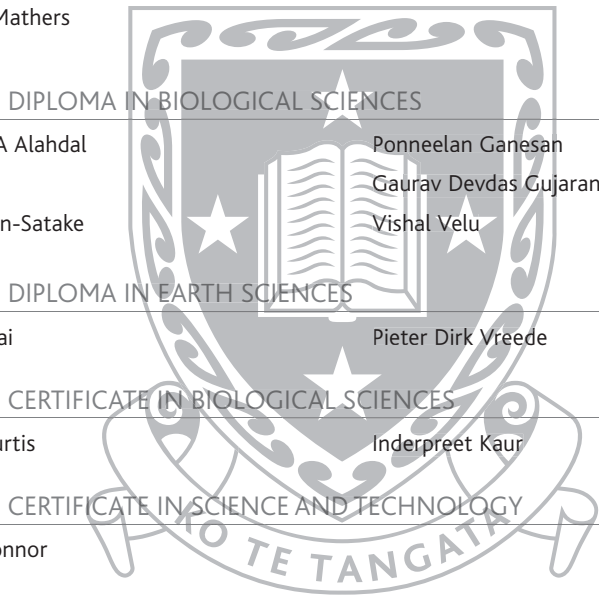 Mathers
DIPLOMA IN BIOLOGICAL SCIENCES
A Alahdal
Ponneelan Ganesan
Gaurav Devdas Gujaran
n-Satake
Vishal Velu
DIPLOMA IN EARTH SCIENCES
ai
Pieter Dirk Vreede
CERTIFICATE IN BIOLOGICAL SCIENCES
urtis
Inderpreet Kaur
CERTIFICATE IN SCIENCE AND TECHNOLOGY
onnor
KO TE TANGATA